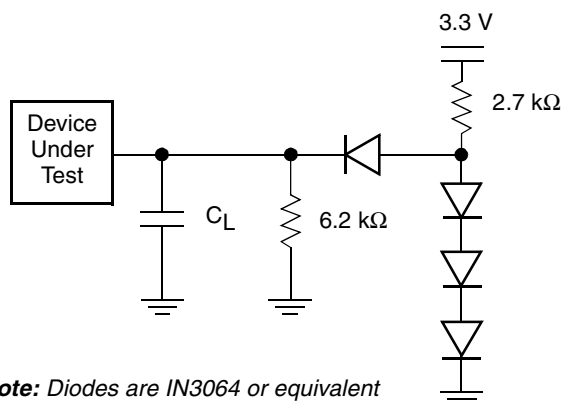 3.3 V
2.7 kΩ
Device
Under
Test
CL
6.2 kΩ
ote: Diodes are IN3064 or equivalent